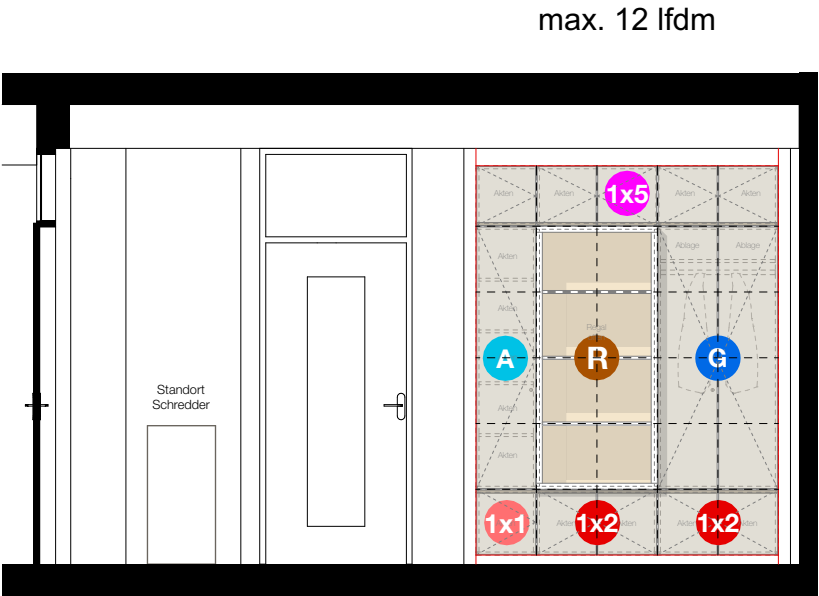 max. 12 lfdm
Akten Akten 1x5 Akten Akten
Akten Ablage Ablage
Akten
Regal
A R G
Standort
Schredder
Akten
Akten
1x1 Akten 1x2 Akten 1x2